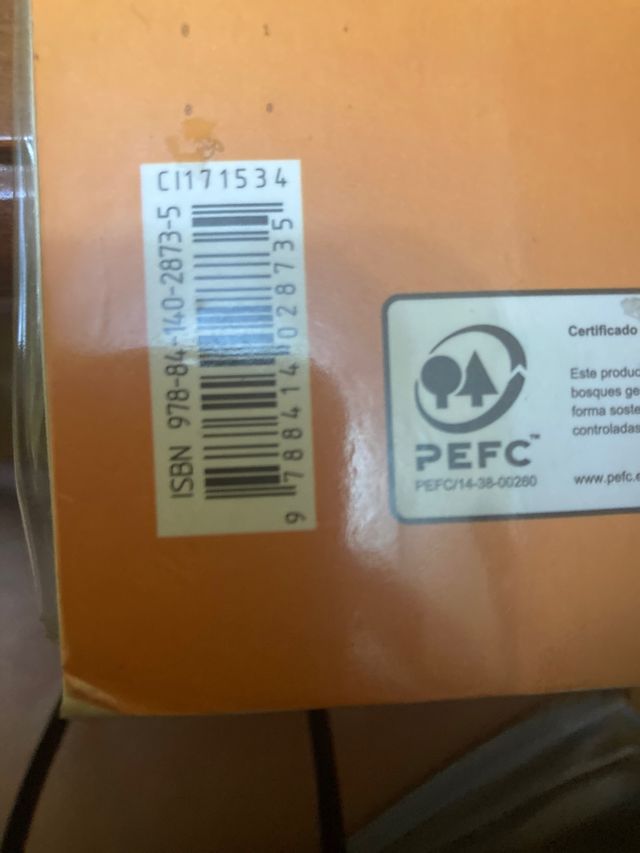 CI171534
ISBN 978-84-140-2873-5
9 788414 028735
Certificado
Este produc
bosques ge
forma soste
controladas
PEFC™
PEFC/14-38-00280
www.pefc.e